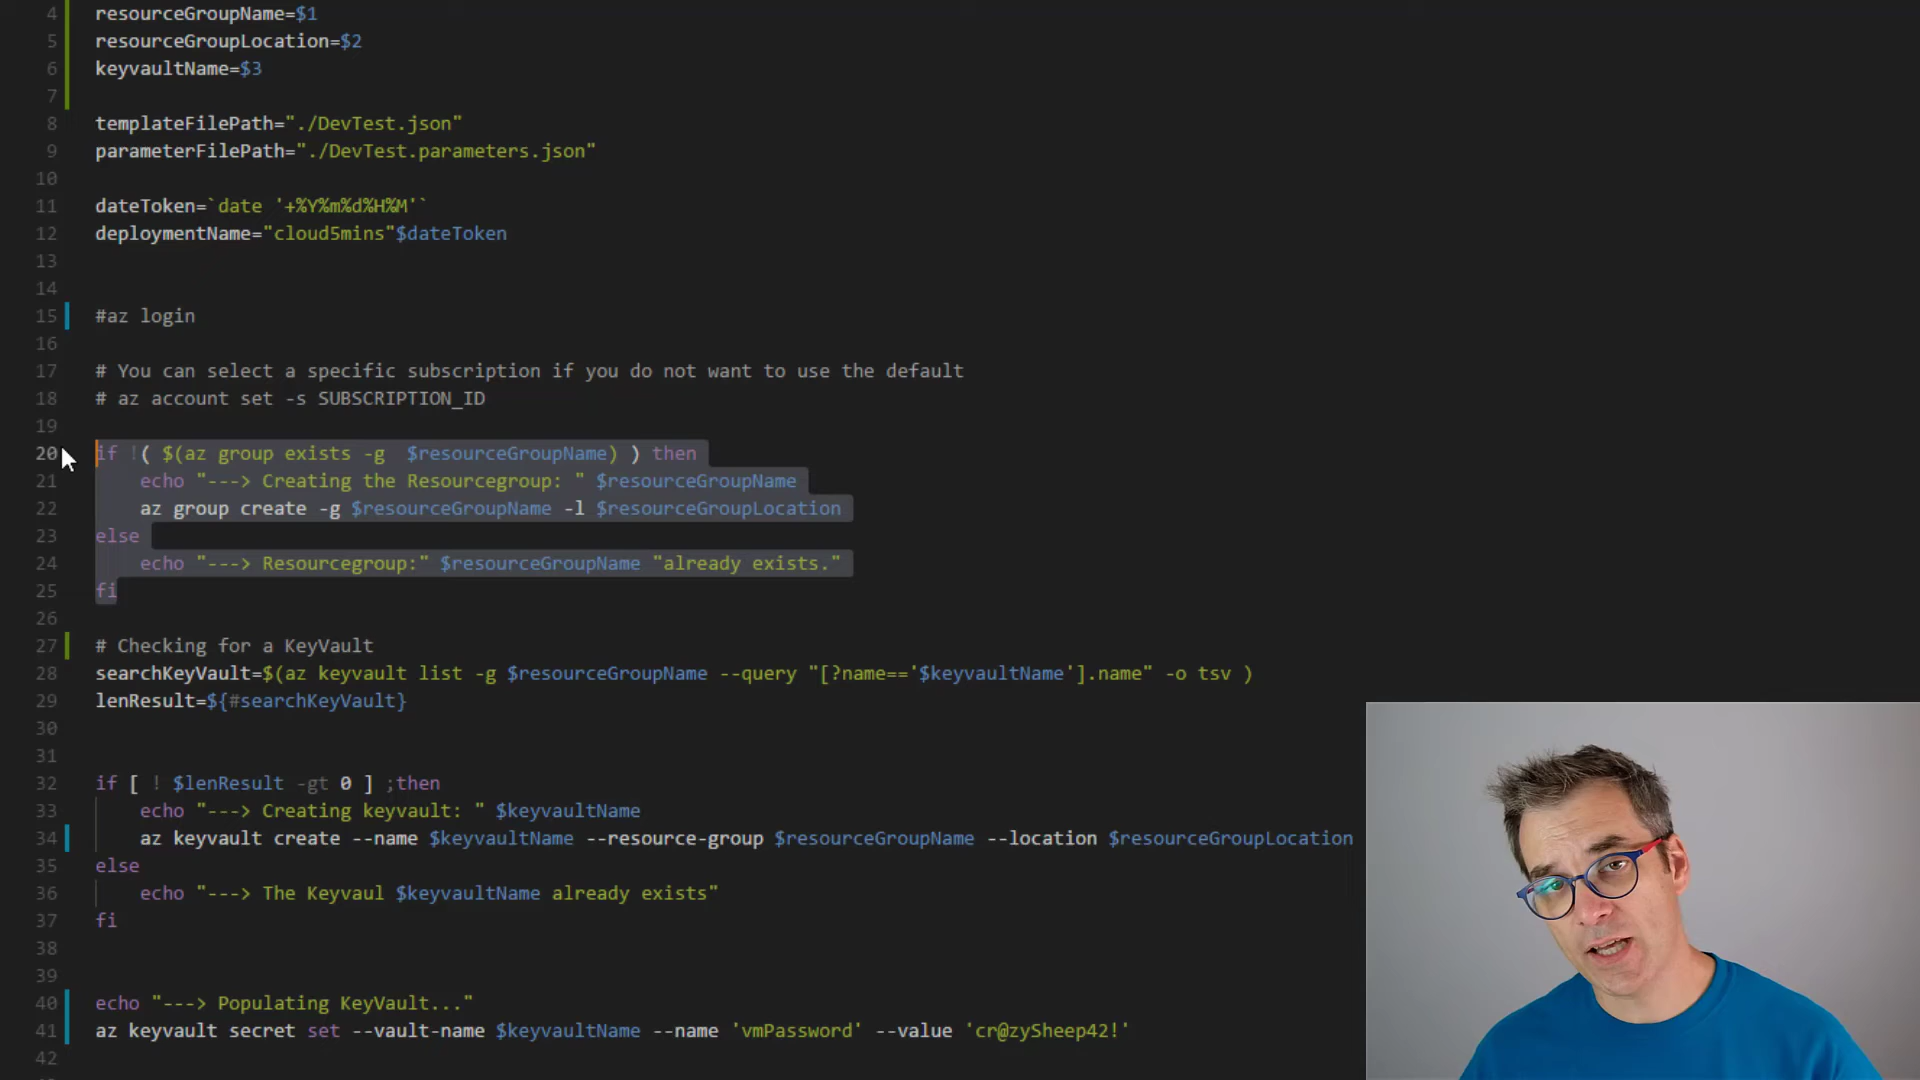 4 resourceGroupName=$1
5 resourceGroupLocation=$2
6 keyvaultName=$3
7
8 templateFilePath="./DevTest.json"
9 parameterFilePath="./DevTest.parameters.json"
10
11 dateToken=`date '+%Y%m%d%H%M'`
12 deploymentName="cloud5mins"$dateToken
13
14
15 #az login
16
17 # You can select a specific subscription if you do not want to use the default
18 # az account set -s SUBSCRIPTION_ID
19
20 if !( $(az group exists -g  $resourceGroupName) ) then
21     echo "---> Creating the Resourcegroup: " $resourceGroupName
22     az group create -g $resourceGroupName -l $resourceGroupLocation
23 else
24     echo "---> Resourcegroup:" $resourceGroupName "already exists."
25 fi
26
27 # Checking for a KeyVault
28 searchKeyVault=$(az keyvault list -g $resourceGroupName --query "[?name=='$keyvaultName'].name" -o tsv )
29 lenResult=${#searchKeyVault}
30
31
32 if [ ! $lenResult -gt 0 ] ;then
33     echo "---> Creating keyvault: " $keyvaultName
34     az keyvault create --name $keyvaultName --resource-group $resourceGroupName --location $resourceGroupLocation
35 else
36     echo "---> The Keyvaul $keyvaultName already exists"
37 fi
38
39
40 echo "---> Populating KeyVault..."
41 az keyvault secret set --vault-name $keyvaultName --name 'vmPassword' --value 'cr@zySheep42!'
42